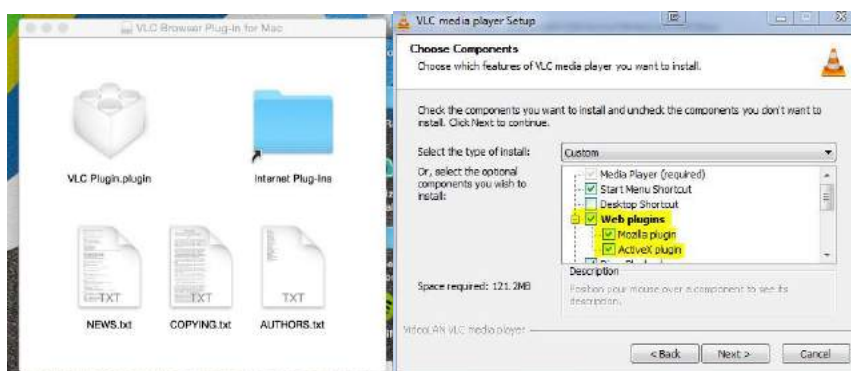 VLC Browser Plug-in for Mac
VLC Plugin.plugin
Internet Plug-Ins
TXT
TXT
TXT
NEWS.txt
COPYING.txt
AUTHORS.txt
VLC media player Setup
Choose Components
Choose which features of VLC media player you want to install.
Check the components you want to install and uncheck the components you don't want to
install. Click Next to continue.
Select the type of install:
Custom
Or, select the optional
components you wish to
install:
Media Player (required)
Start Menu Shortcut
Desktop Shortcut
Web plugins
Mozilla plugin
ActiveX plugin
Space required: 121.2MB
Description
Position your mouse over a component to see its
description.
VideoLAN VLC media player
< Back
Next >
Cancel